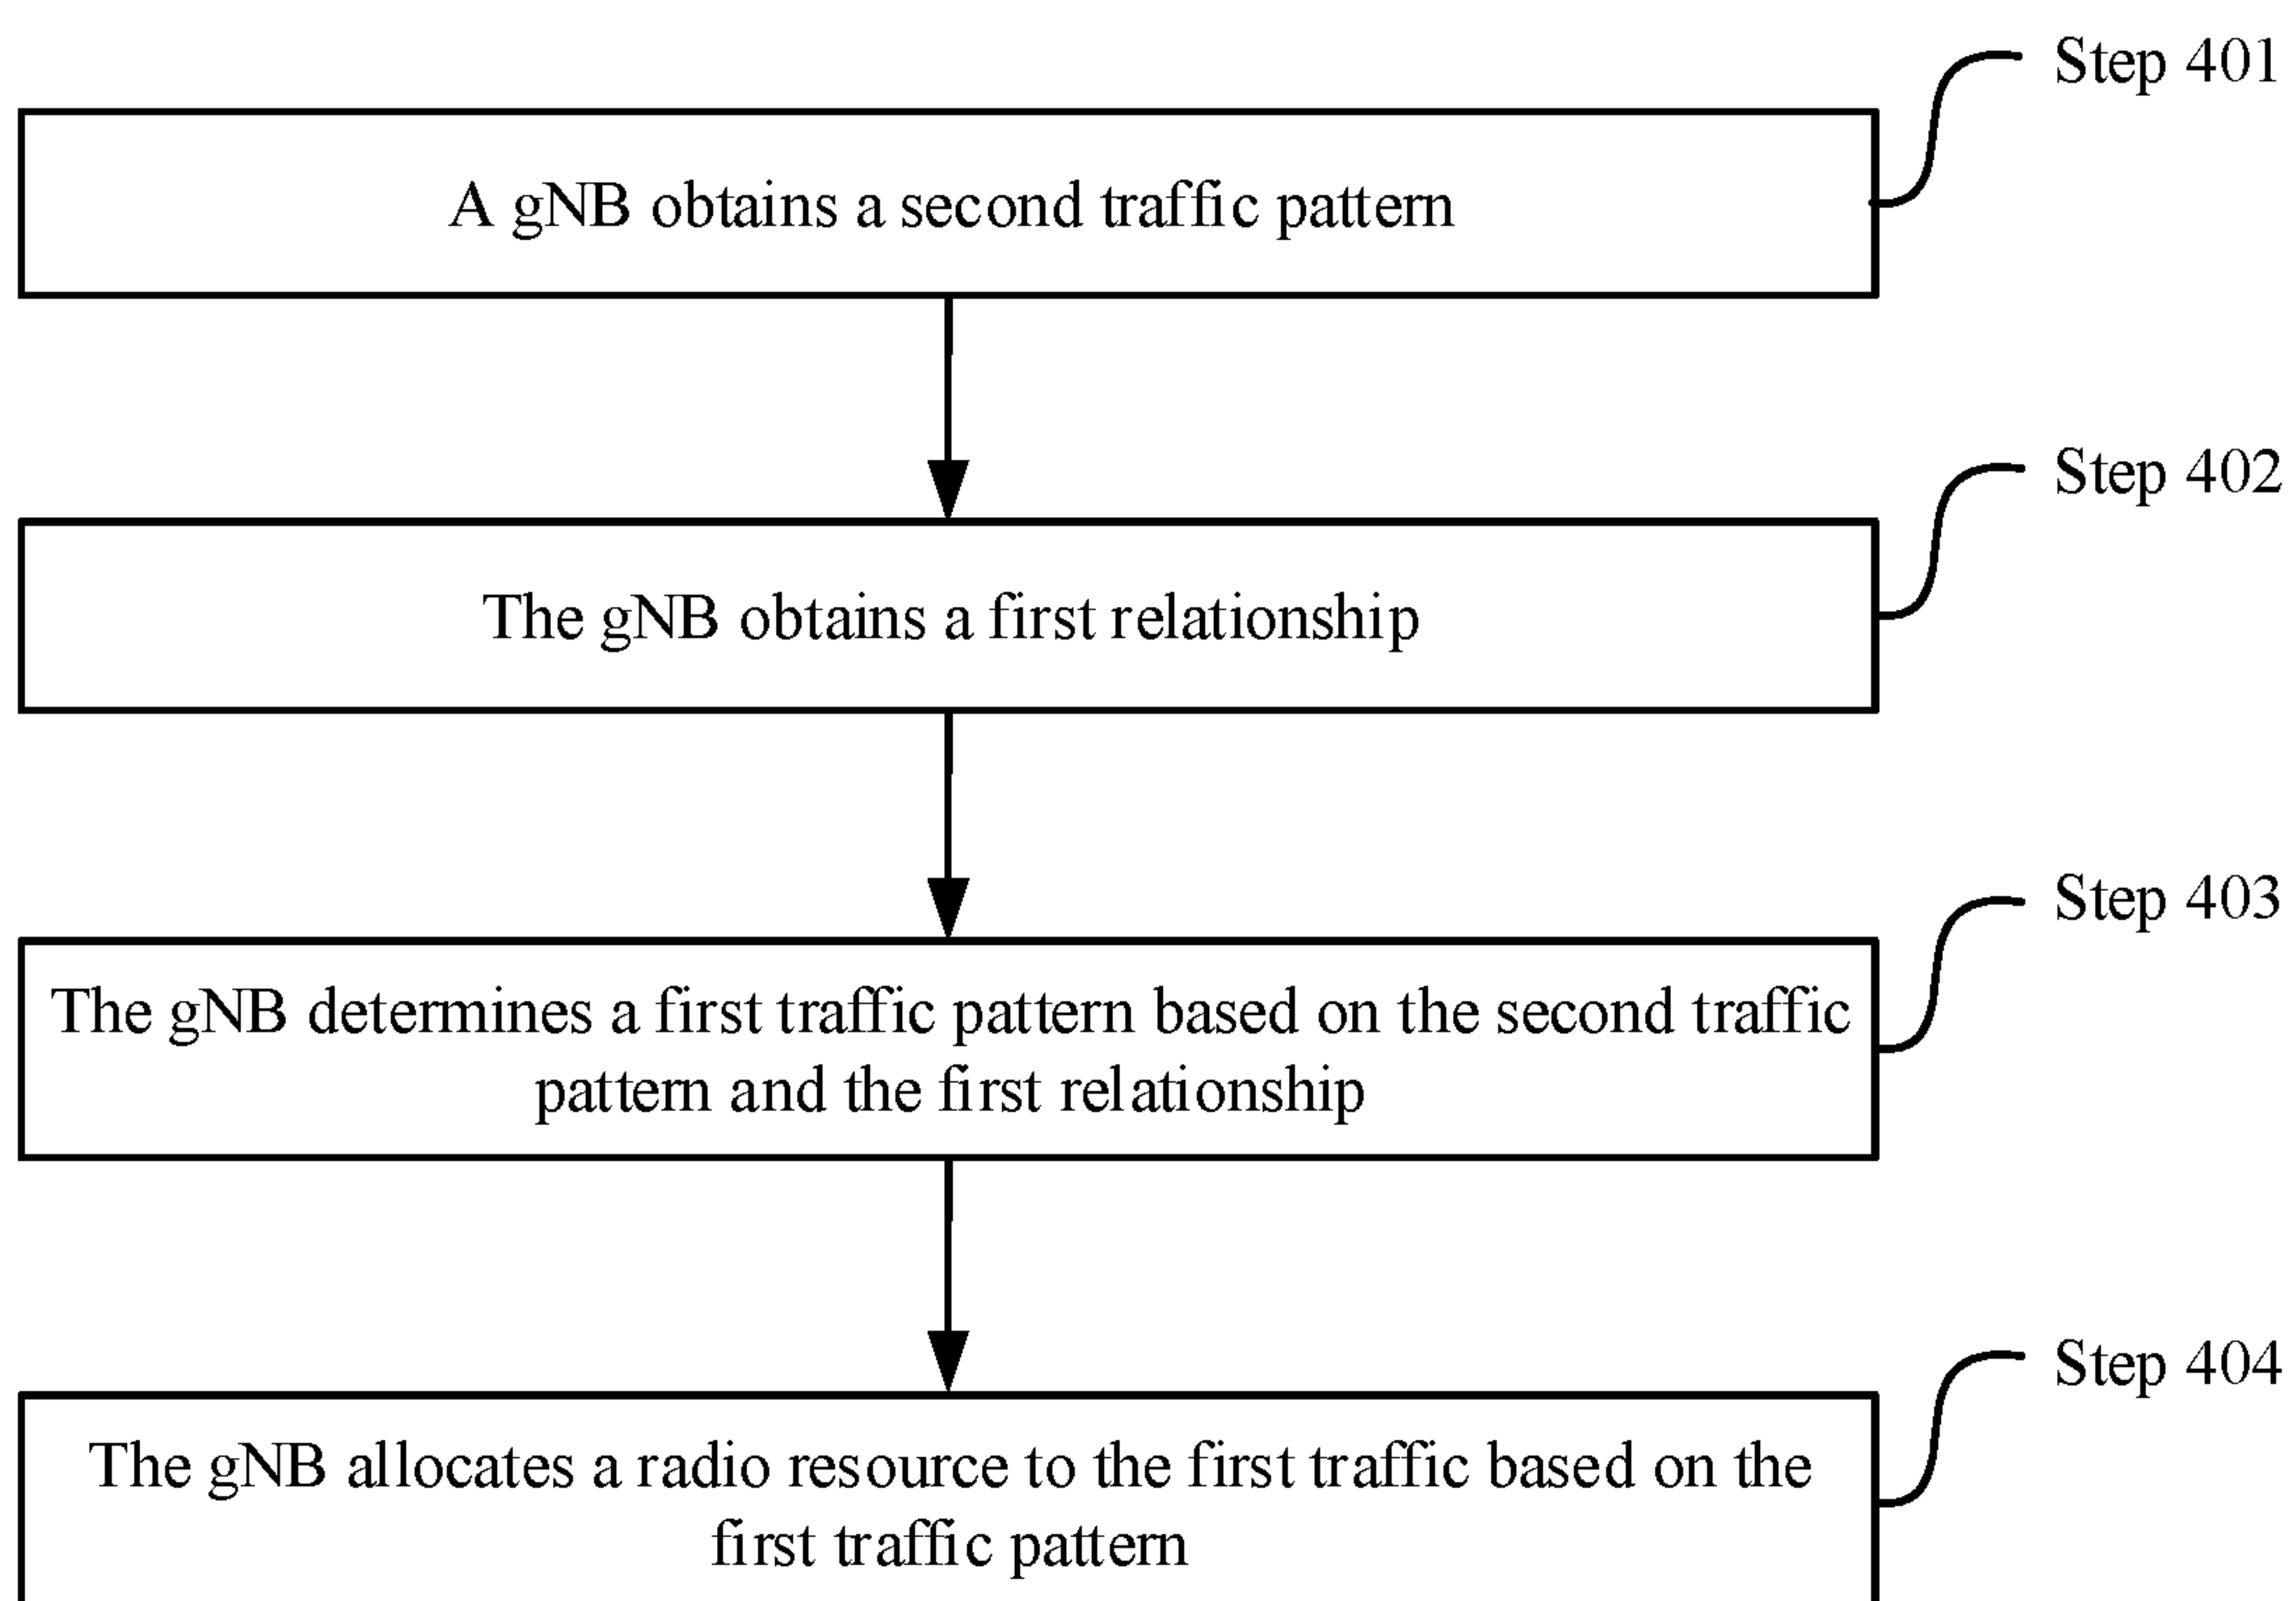 Step 401
A gNB obtains a second traffic pattern
Step 402
The gNB obtains a first relationship
Step 403
The gNB determines a first traffic pattern based on the second traffic
pattern and the first relationship
Step 404
The gNB allocates a radio resource to the first traffic based on the
first traffic pattern